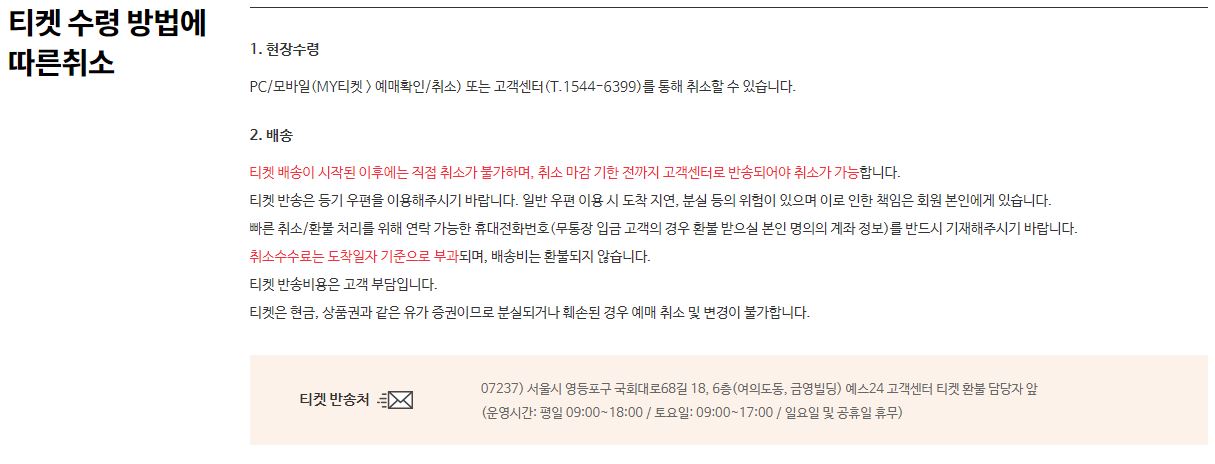 티켓 수령 방법에
따른취소
1. 현장수령
PC/모바일(MY티켓 > 예매확인/취소) 또는 고객센터(T.1544-6399)를 통해 취소할 수 있습니다.
2. 배송
티켓 배송이 시작된 이후에는 직접 취소가 불가하며, 취소 마감 기한 전까지 고객센터로 반송되어야 취소가 가능합니다.
티켓 반송은 등기 우편을 이용해주시기 바랍니다. 일반 우편 이용 시 도착 지연, 분실 등의 위험이 있으며 이로 인한 책임은 회원 본인에게 있습니다.
빠른 취소/환불 처리를 위해 연락 가능한 휴대전화번호(무통장 입금 고객의 경우 환불 받으실 본인 명의의 계좌 정보)를 반드시 기재해주시기 바랍니다.
취소수수료는 도착일자 기준으로 부과되며, 배송비는 환불되지 않습니다.
티켓 반송비용은 고객 부담입니다.
티켓은 현금, 상품권과 같은 유가 증권이므로 분실되거나 훼손된 경우 예매 취소 및 변경이 불가합니다.
티켓 반송처
07237) 서울시 영등포구 국회대로68길 18, 6층(여의도동, 금영빌딩) 예스24 고객센터 티켓 환불 담당자 앞
(운영시간: 평일 09:00~18:00 / 토요일: 09:00~17:00 / 일요일 및 공휴일 휴무)